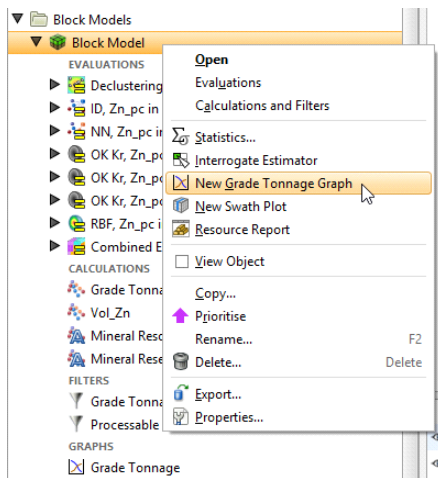 Block Models
Block Model
EVALUATIONS
Declustering
ID, Zn_pc in
NN, Zn_pc in
OK Kr, Zn_pc
OK Kr, Zn_pc
OK Kr, Zn_pc
RBF, Zn_pc i
Combined E
CALCULATIONS
Grade Tonna
Vol_Zn
Mineral Reso
Mineral Rese
FILTERS
Grade Tonna
Processable
GRAPHS
Grade Tonnage
Open
Evaluations
Calculations and Filters
Statistics...
Interrogate Estimator
New Grade Tonnage Graph
New Swath Plot
Resource Report
View Object
Copy...
Prioritise
Rename... F2
Delete... Delete
Export...
Properties...